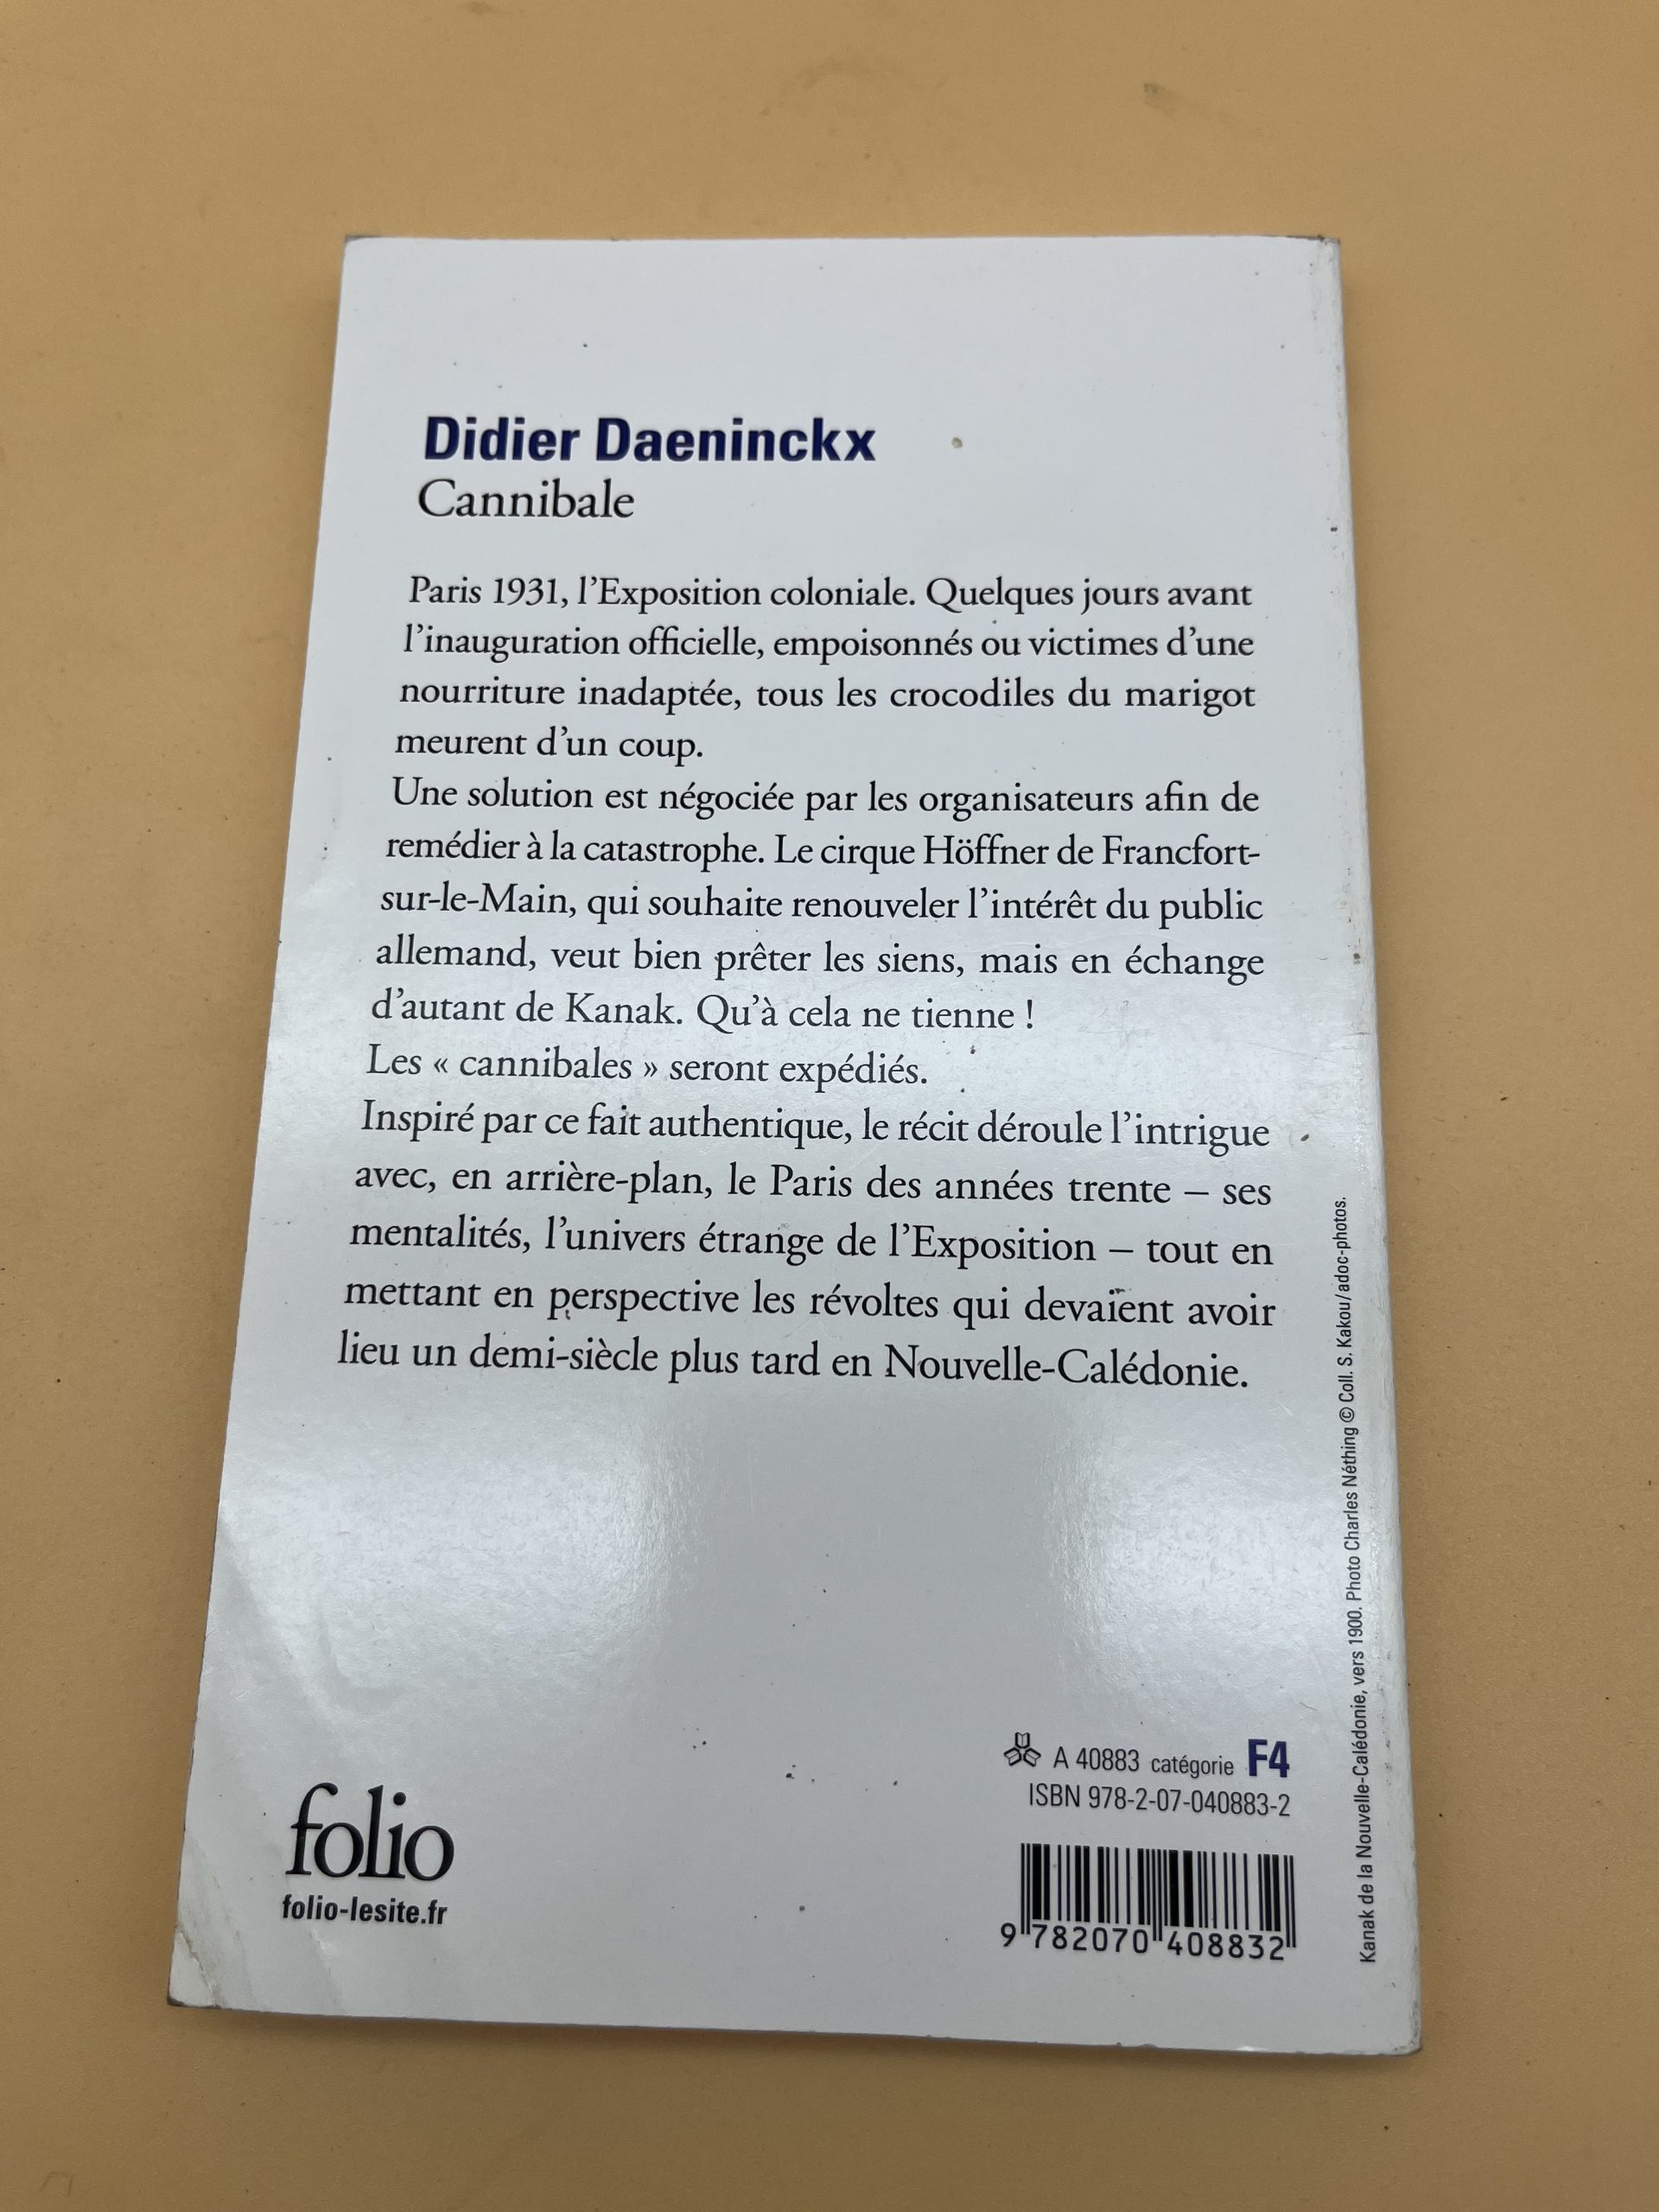 Didier Daeninckx
Cannibale
Paris 1931, l’Exposition coloniale. Quelques jours avant
l’inauguration officielle, empoisonnés ou victimes d’une
nourriture inadaptée, tous les crocodiles du marigot
meurent d’un coup.
Une solution est négociée par les organisateurs afin de
remédier à la catastrophe. Le cirque Höffner de Francfort-
sur-le-Main, qui souhaite renouveler l’intérêt du public
allemand, veut bien prêter les siens, mais en échange
d’autant de Kanak. Qu’à cela ne tienne !
Les « cannibales » seront expédiés.
Inspiré par ce fait authentique, le récit déroule l’intrigue
avec, en arrière-plan, le Paris des années trente – ses
mentalités, l’univers étrange de l’Exposition – tout en
mettant en perspective les révoltes qui devaient avoir
lieu un demi-siècle plus tard en Nouvelle-Calédonie.
Kanak de la Nouvelle-Calédonie, vers 1900. Photo Charles Néthing © Coll. S. Kakou/adoc-photos.
A 40883 catégorie F4
ISBN 978-2-07-040883-2
9 782070 408832
folio
folio-lesite.fr